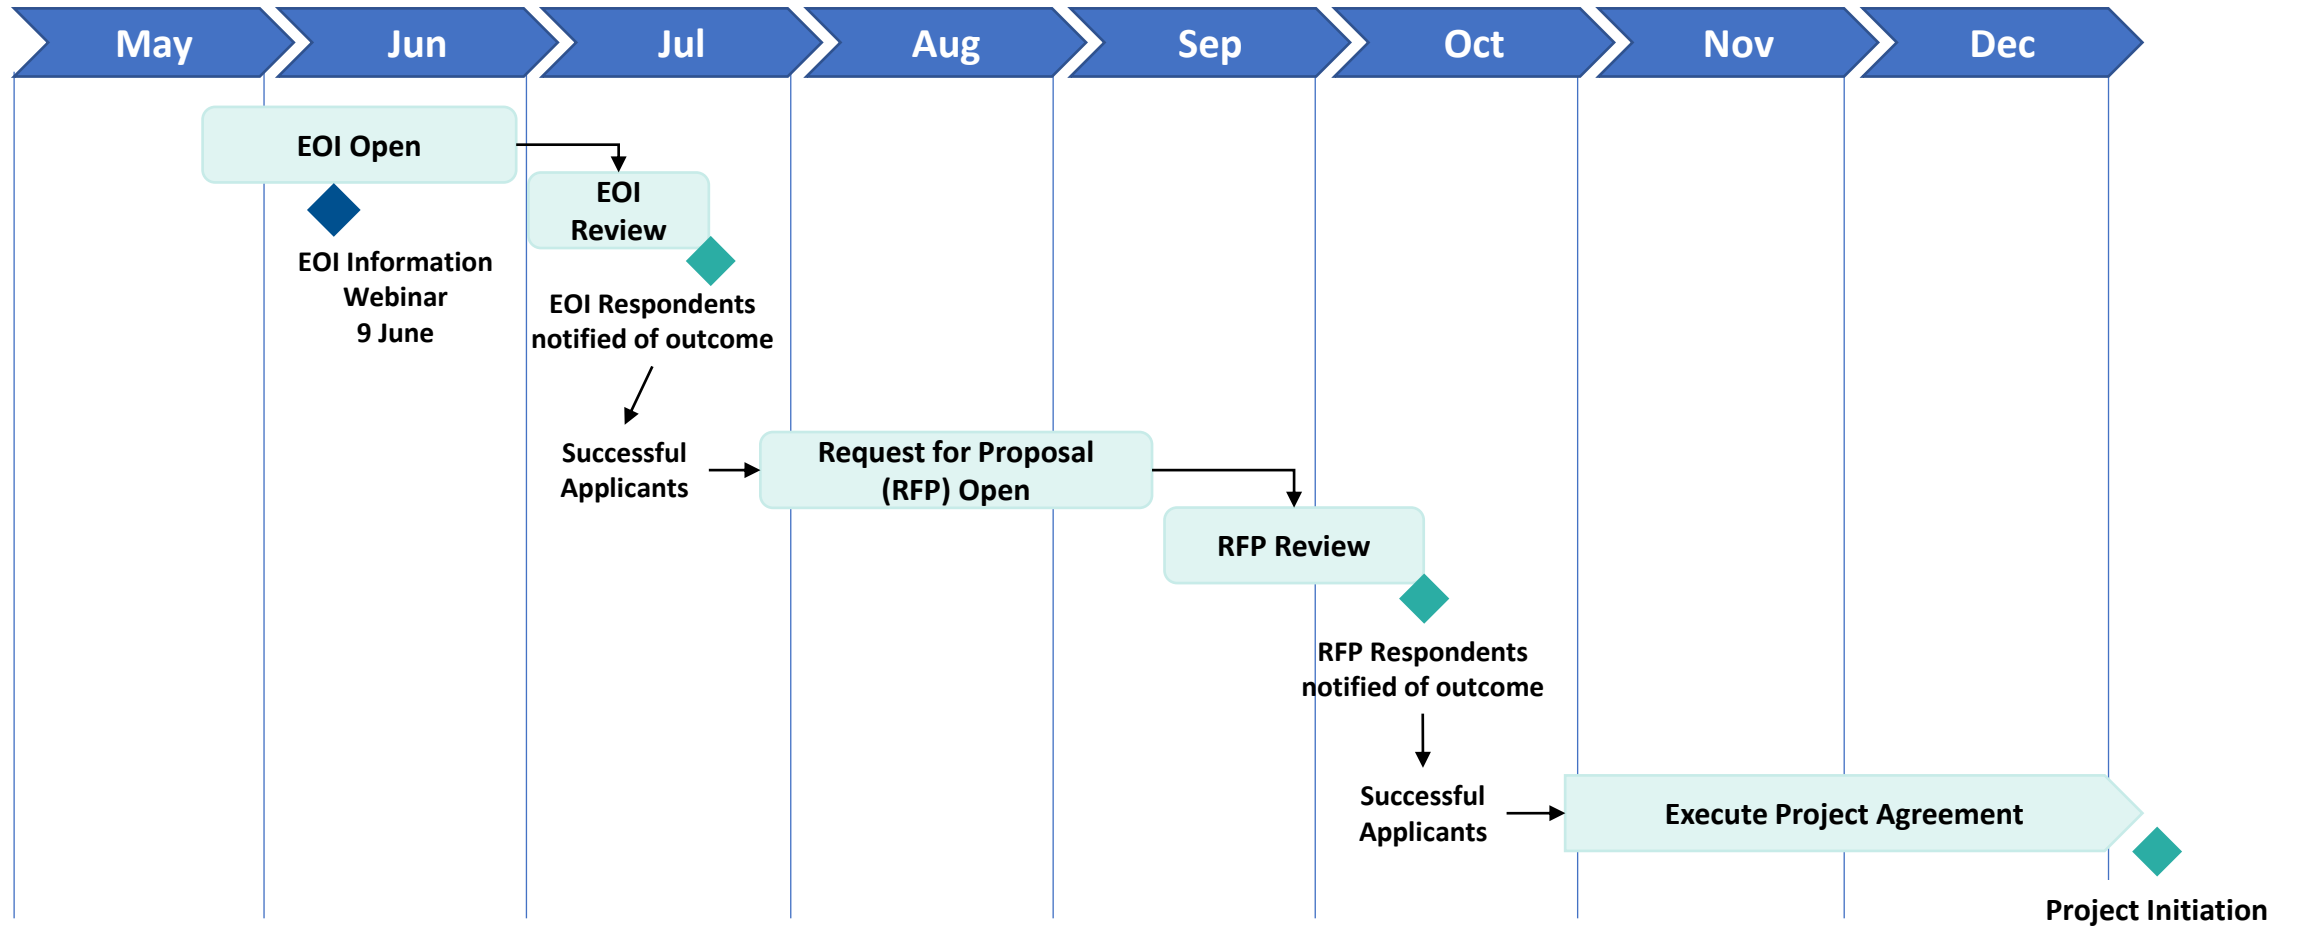 May
Jun
Jul
Aug
Sep
Oct
Nov
Dec
EOI Open
EOI
Review
EOI Information
Webinar
9 June
EOI Respondents
notified of outcome
Successful
Applicants
Request for Proposal
(RFP) Open
RFP Review
RFP Respondents
notified of outcome
Successful
Applicants
Execute Project Agreement
Project Initiation